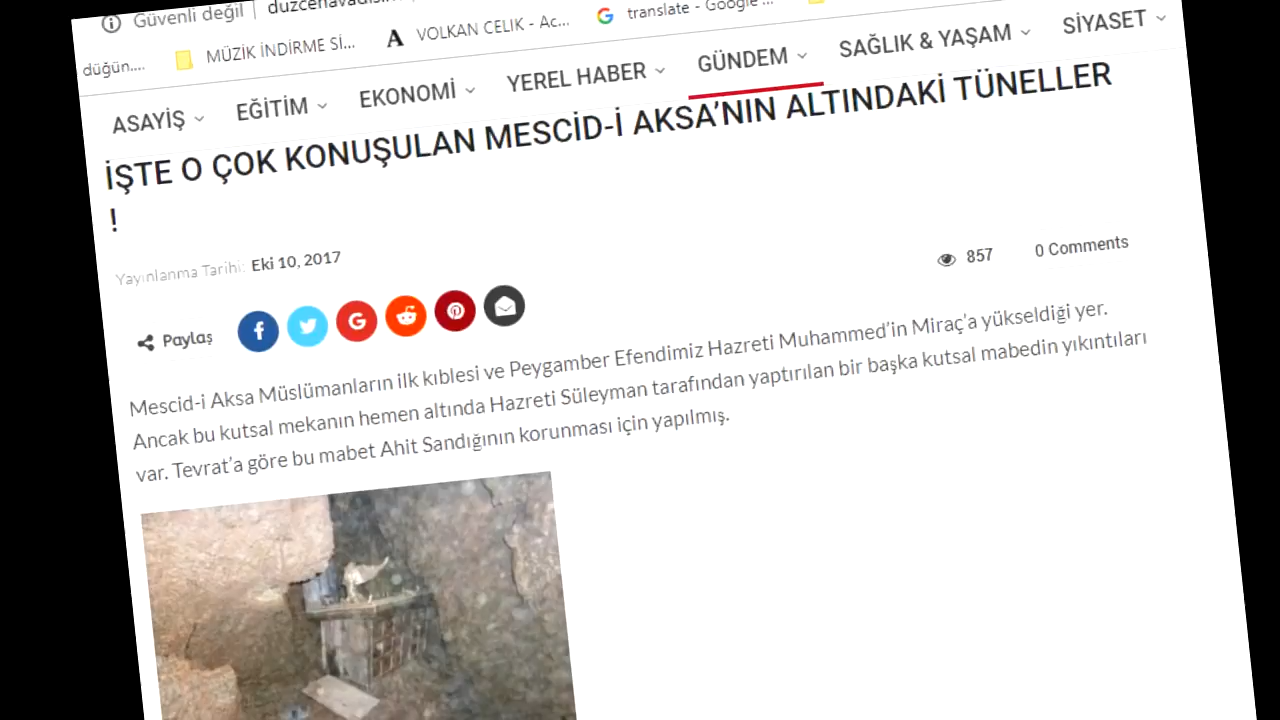 Güvenli değil
düğün....
MÜZİK İNDİRME Sİ...
VOLKAN CELIK - Ac...
translate - Google ...
ASAYİŞ
EĞİTİM
EKONOMİ
YEREL HABER
GÜNDEM
SAĞLIK & YAŞAM
SİYASET
İŞTE O ÇOK KONUŞULAN MESCİD-İ AKSA’NIN ALTINDAKİ TÜNELLER
!
Yayınlanma Tarihi: Eki 10, 2017
857
0 Comments
Paylaş
Mescid-i Aksa Müslümanların ilk kıblesi ve Peygamber Efendimiz Hazreti Muhammed’in Miraç’a yükseldiği yer.
Ancak bu kutsal mekanın hemen altında Hazreti Süleyman tarafından yaptırılan bir başka kutsal mabedin yıkıntıları
var. Tevrat’a göre bu mabet Ahit Sandığının korunması için yapılmış.